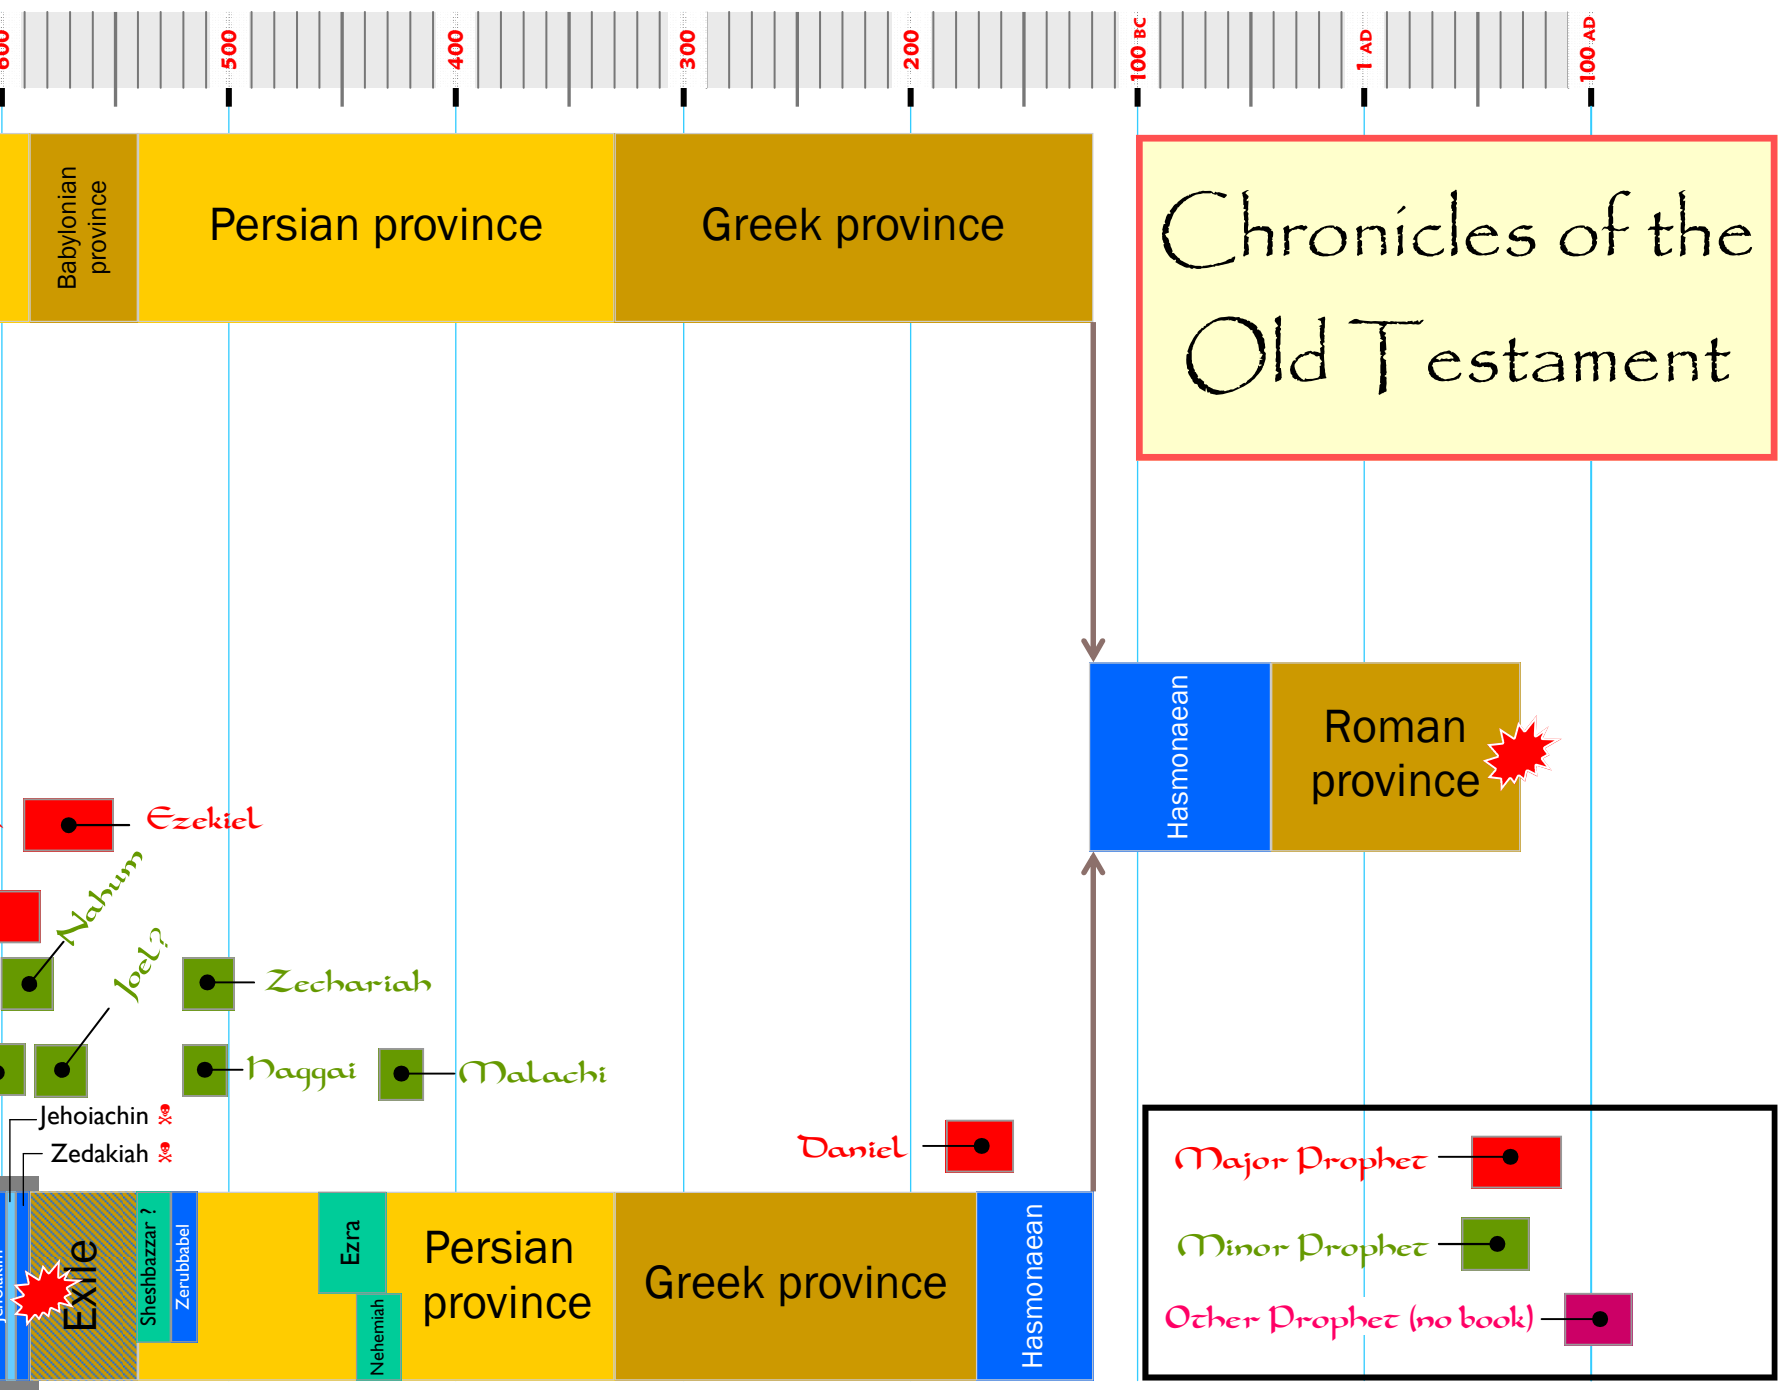 600
500
400
300
200
100 BC
1 AD
100 AD
Babylonian
province
Persian province
Greek province
Chronicles of the
Old Testament
Hasmonaean
Roman
province
Ezekiel
Nahum
Joel?
Zechariah
Haggai
Malachi
Jehoiachin
Zedakiah
Daniel
Exile
Sheshbazzar ?
Zerubbabel
Ezra
Nehemiah
Persian
province
Greek province
Hasmonaean
Major Prophet
Minor Prophet
Other Prophet (no book)